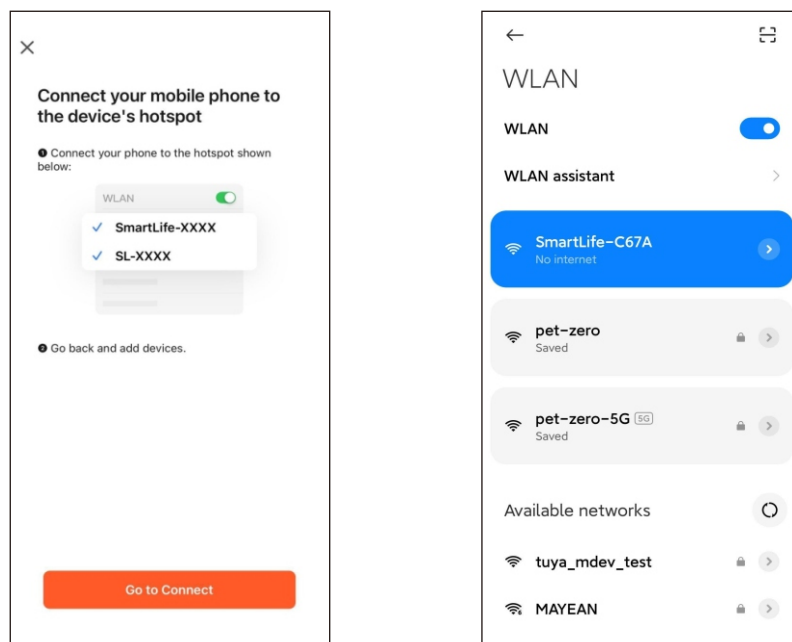 Connect your mobile phone to
the device's hotspot
❶ Connect your phone to the hotspot shown
below:
WLAN
SmartLife-XXXX
SL-XXXX
❷ Go back and add devices.
Go to Connect
WLAN
WLAN
WLAN assistant
SmartLife-C67A
No internet
pet-zero
Saved
pet-zero-5G 5G
Saved
Available networks
tuya_mdev_test
MAYEAN